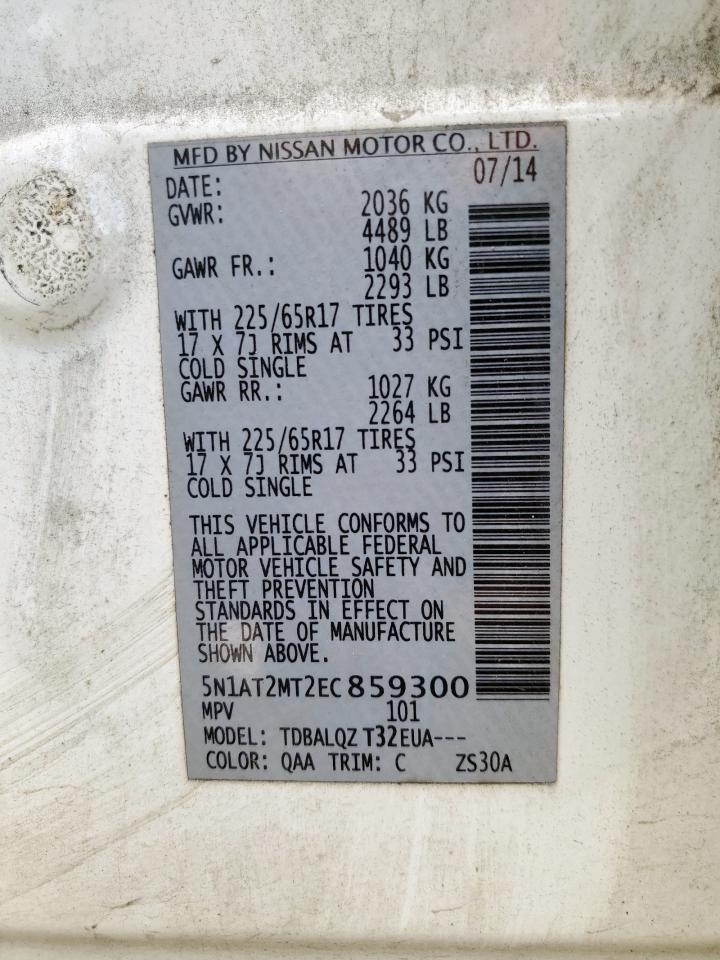 MFD BY NISSAN MOTOR CO., LTD.
DATE: 07/14
GVWR: 2036 KG
4489 LB
GAWR FR.: 1040 KG
2293 LB
WITH 225/65R17 TIRES
17 X 7J RIMS AT 33 PSI
COLD SINGLE
GAWR RR.: 1027 KG
2264 LB
WITH 225/65R17 TIRES
17 X 7J RIMS AT 33 PSI
COLD SINGLE
THIS VEHICLE CONFORMS TO
ALL APPLICABLE FEDERAL
MOTOR VEHICLE SAFETY AND
THEFT PREVENTION
STANDARDS IN EFFECT ON
THE DATE OF MANUFACTURE
SHOWN ABOVE.
5N1AT2MT2EC859300
MPV 101
MODEL: TDBALQZ T32EUA---
COLOR: QAA TRIM: C ZS30A